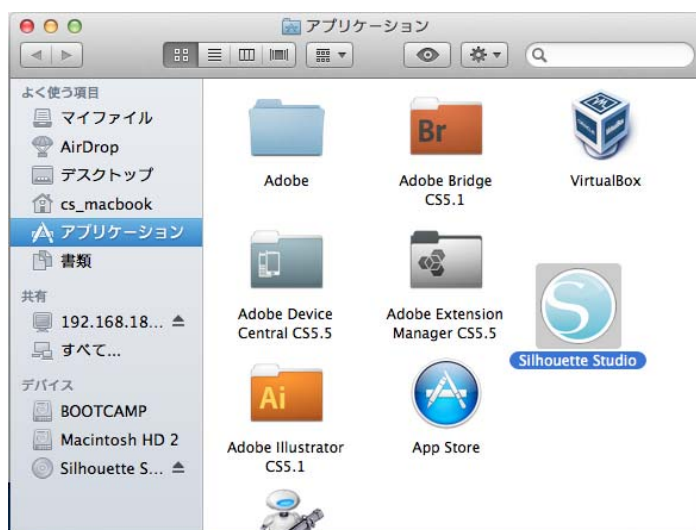 アプリケーション
よく使う項目
マイファイル
AirDrop
デスクトップ
cs_macbook
アプリケーション
書類
共有
192.168.18...
すべて...
デバイス
BOOTCAMP
Macintosh HD 2
Silhouette S...
Adobe
Br
Adobe Bridge
CS5.1
VirtualBox
Adobe Device
Central CS5.5
Adobe Extension
Manager CS5.5
S
Silhouette Studio
Ai
Adobe Illustrator
CS5.1
App Store